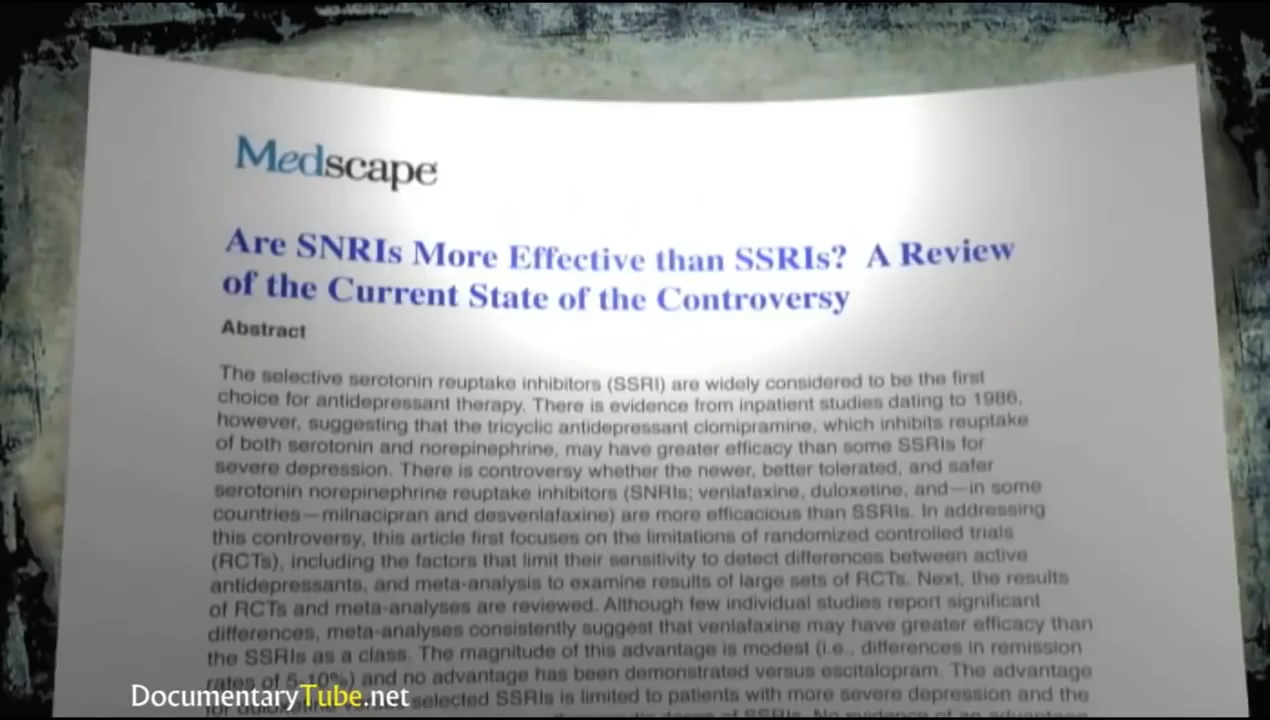 Medscape
Are SNRIs More Effective than SSRIs? A Review
of the Current State of the Controversy
Abstract
The selective serotonin reuptake inhibitors (SSRI) are widely considered to be the first
choice for antidepressant therapy. There is evidence from inpatient studies dating to 1986,
however, suggesting that the tricyclic antidepressant clomipramine, which inhibits reuptake
of both serotonin and norepinephrine, may have greater efficacy than some SSRIs for
severe depression. There is controversy whether the newer, better tolerated, and safer
serotonin norepinephrine reuptake inhibitors (SNRIs; venlafaxine, duloxetine, and—in some
countries—milnacipran and desvenlafaxine) are more efficacious than SSRIs. In addressing
this controversy, this article first focuses on the limitations of randomized controlled trials
(RCTs), including the factors that limit their sensitivity to detect differences between active
antidepressants, and meta-analysis to examine results of large sets of RCTs. Next, the results
of RCTs and meta-analyses are reviewed. Although few individual studies report significant
differences, meta-analyses consistently suggest that venlafaxine may have greater efficacy than
the SSRIs as a class. The magnitude of this advantage is modest (i.e., differences in remission
rates of 5-10%) and no advantage has been demonstrated versus escitalopram. The advantage
selected SSRIs is limited to patients with more severe depression and the
DocumentaryTube.net